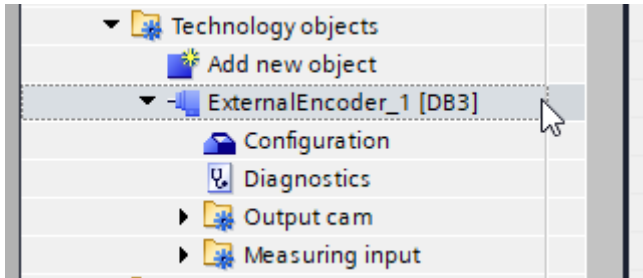 Technology objects
Add new object
ExternalEncoder_1 [DB3]
Configuration
Diagnostics
Output cam
Measuring input